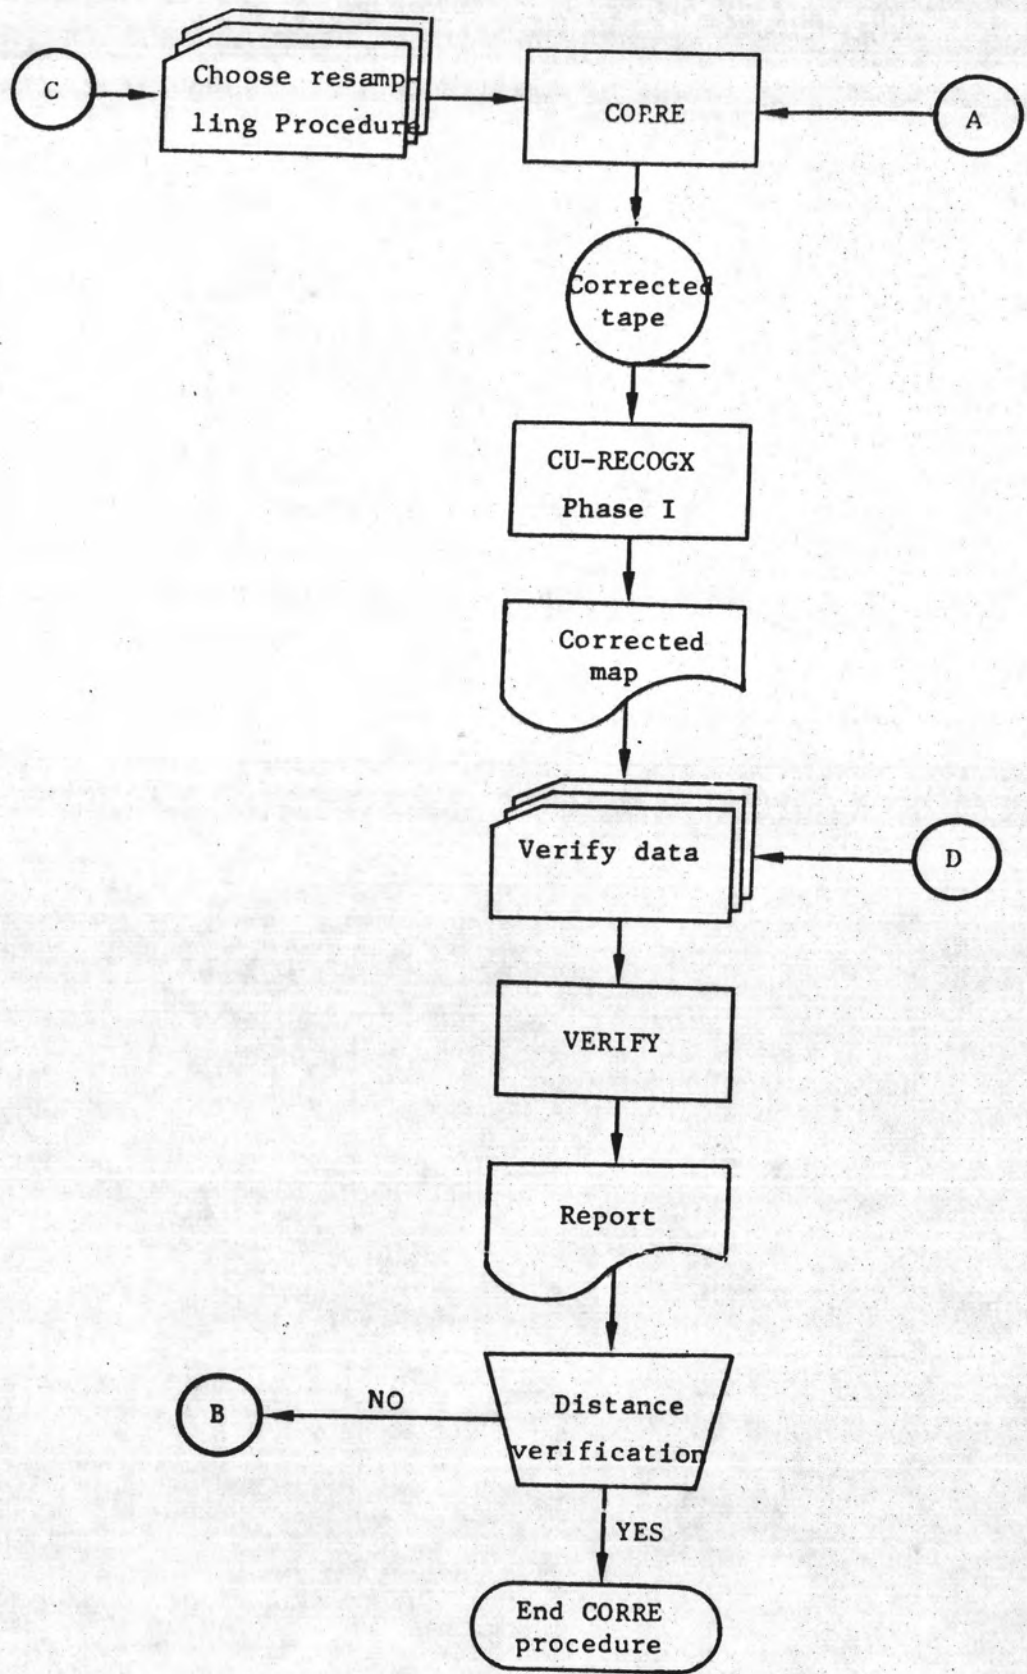 C
Choose resamp
ling Procedure
CORRE
A
Corrected
tape
CU-RECOGX
Phase I
Corrected
map
Verify data
D
VERIFY
Report
B
NO
Distance
verification
YES
End CORRE
procedure